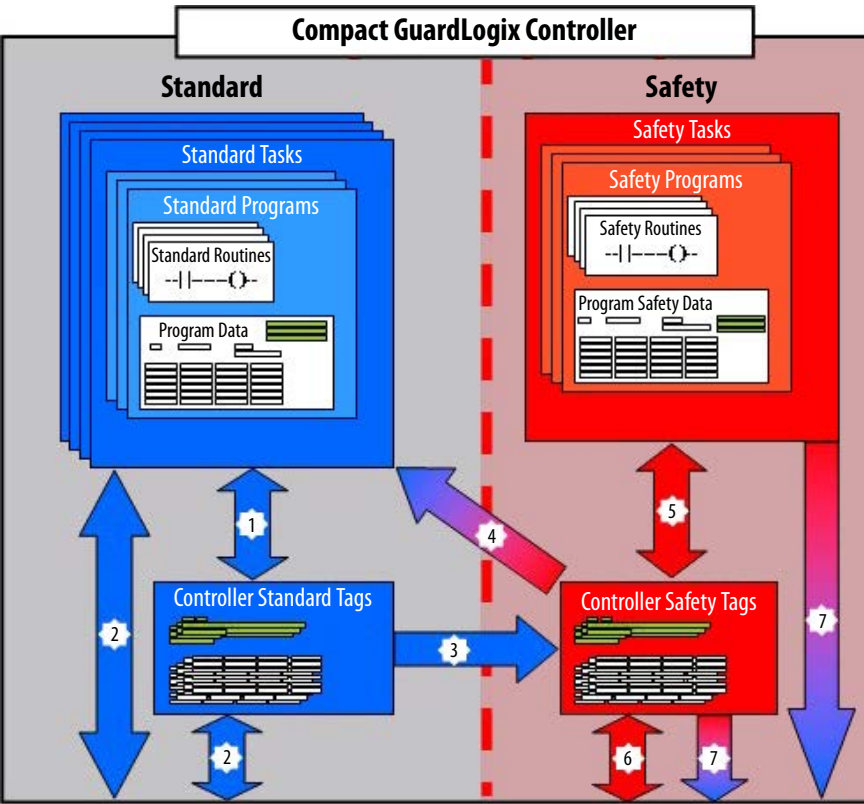 Compact GuardLogix Controller
Standard
Safety
Standard Tasks
Standard Programs
Standard Routines
--| |----( )--
Program Data
Safety Tasks
Safety Programs
Safety Routines
--| |----( )--
Program Safety Data
1
2
3
4
5
7
Controller Standard Tags
Controller Safety Tags
2
6
7